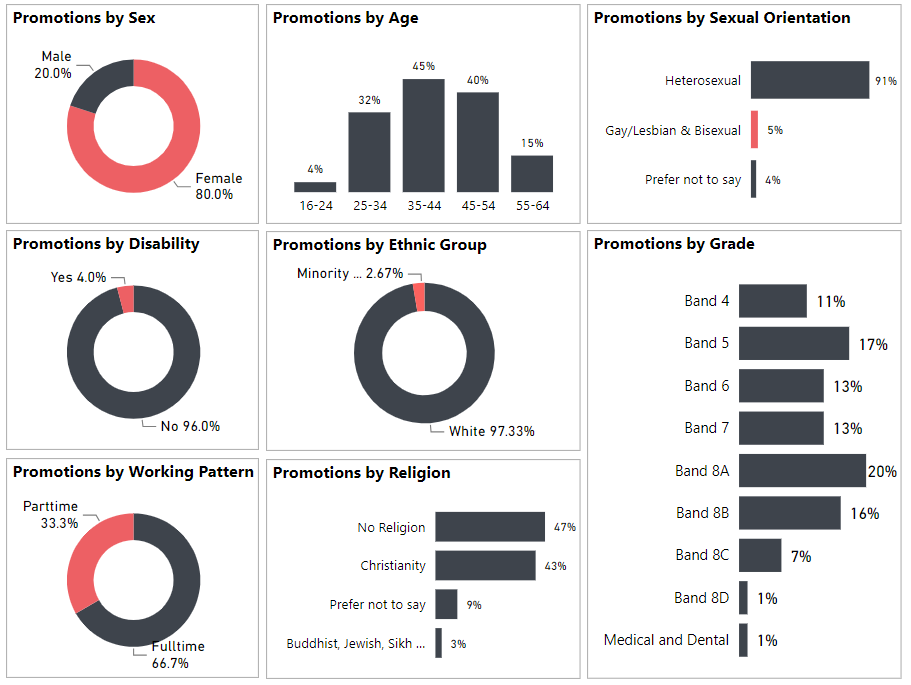 Promotions by Sex
Male
20.0%
Female
80.0%
Promotions by Age
4%
32%
45%
40%
15%
16-24
25-34
35-44
45-54
55-64
Promotions by Sexual Orientation
Heterosexual
91%
Gay/Lesbian & Bisexual
5%
Prefer not to say
4%
Promotions by Disability
Yes 4.0%
No 96.0%
Promotions by Ethnic Group
Minority ... 2.67%
White 97.33%
Promotions by Grade
Band 4
11%
Band 5
17%
Band 6
13%
Band 7
13%
Band 8A
20%
Band 8B
16%
Band 8C
7%
Band 8D
1%
Medical and Dental
1%
Promotions by Working Pattern
Parttime
33.3%
Fulltime
66.7%
Promotions by Religion
No Religion
47%
Christianity
43%
Prefer not to say
9%
Buddhist, Jewish, Sikh ...
3%